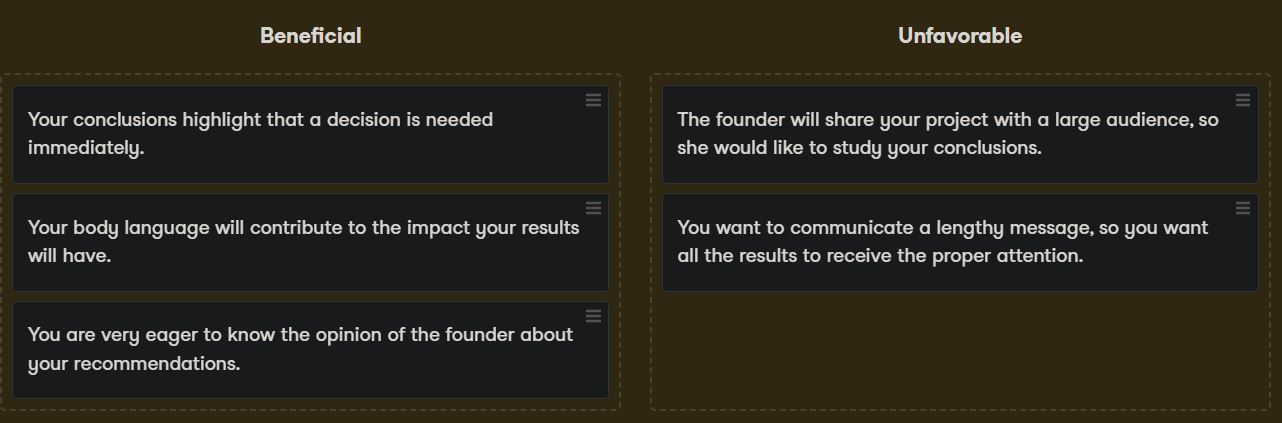 Beneficial
Unfavorable
Your conclusions highlight that a decision is needed
immediately.
Your body language will contribute to the impact your results
will have.
You are very eager to know the opinion of the founder about
your recommendations.
The founder will share your project with a large audience, so
she would like to study your conclusions.
You want to communicate a lengthy message, so you want
all the results to receive the proper attention.